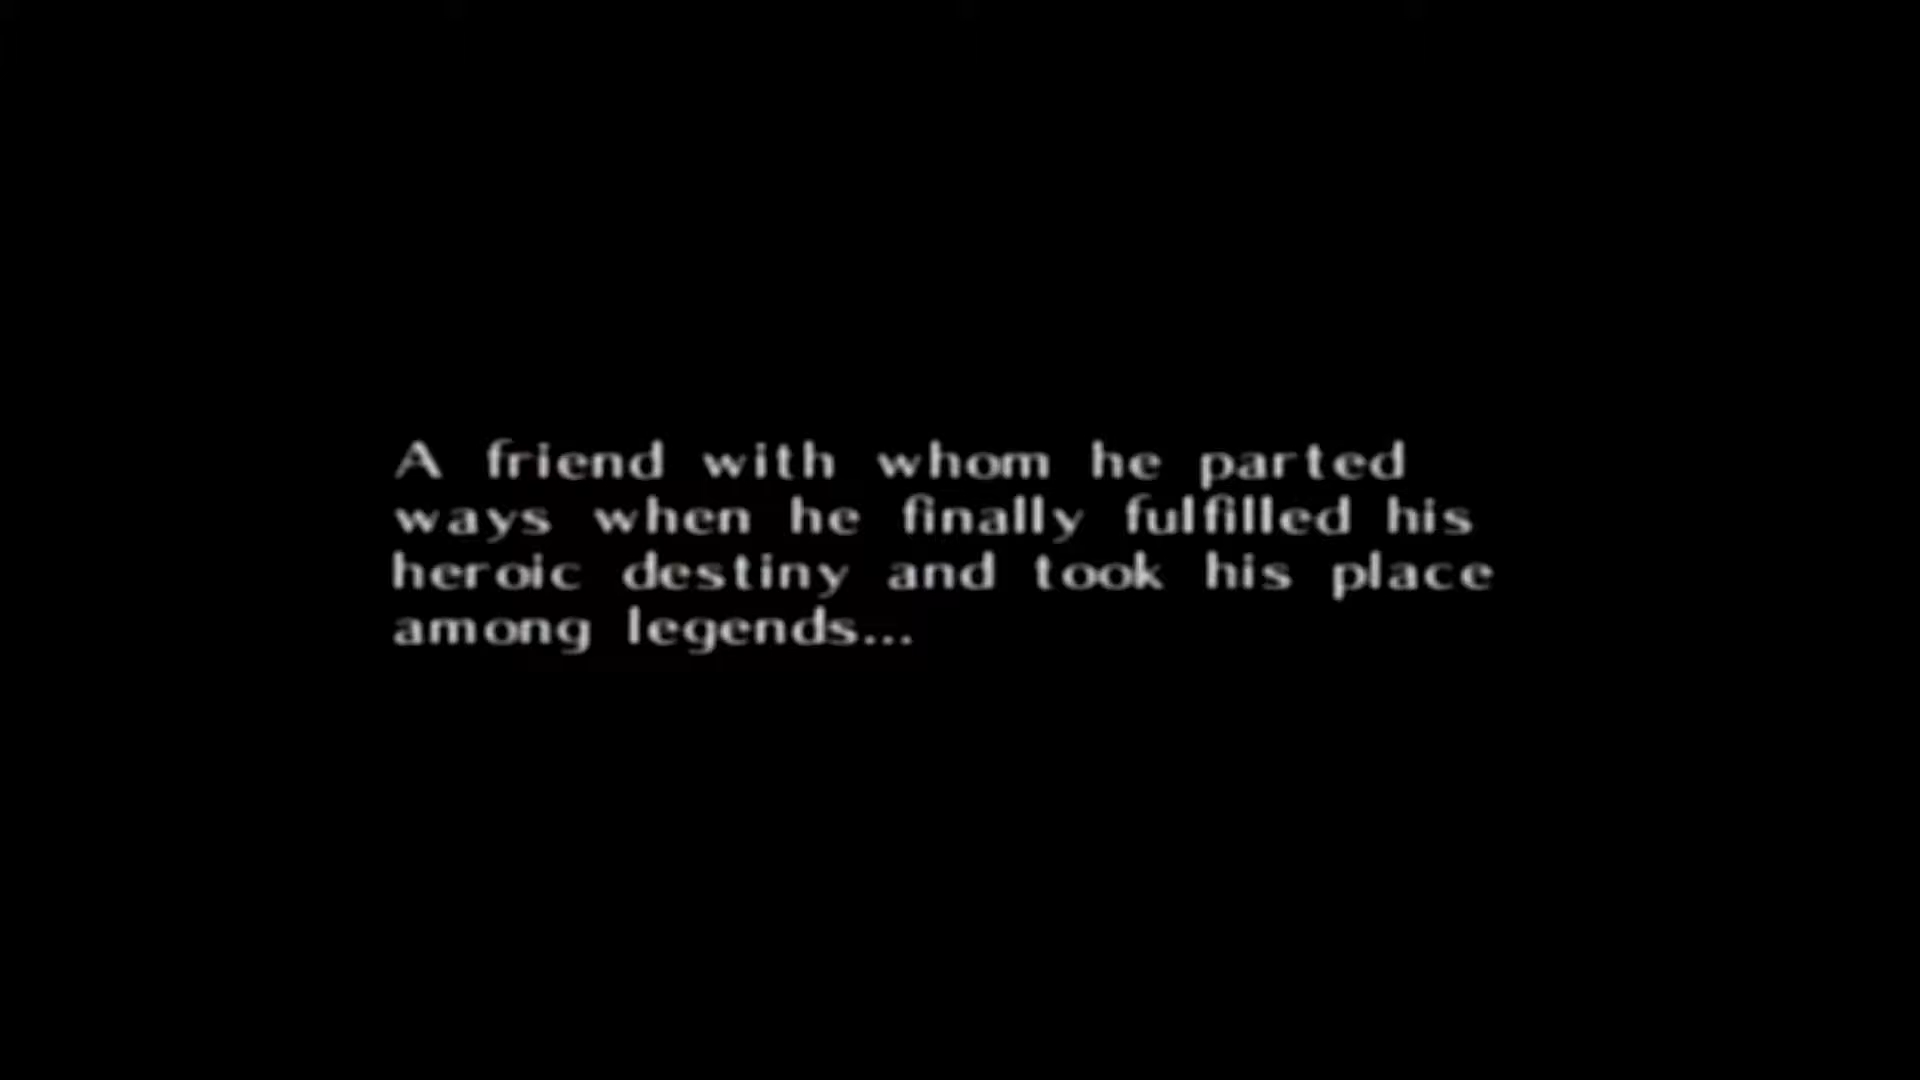 A friend with whom he parted
ways when he finally fulfilled his
heroic destiny and took his place
among legends...